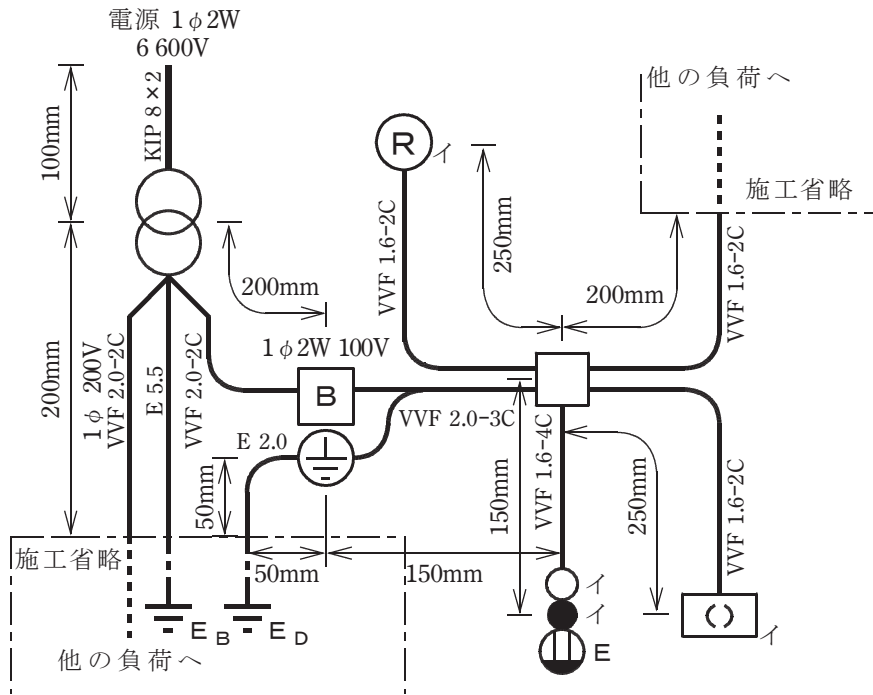 電源 1φ2W
6 600V
他の負荷へ
施工省略
KIP 8×2
100mm
R
イ
VVF 1.6-2C
250mm
VVF 1.6-2C
200mm
200mm
1φ2W 100V
200mm
1φ 200V
VVF 2.0-2C
E 5.5
VVF 2.0-2C
B
VVF 2.0-3C
E 2.0
50mm
VVF 1.6-4C
150mm
250mm
VVF 1.6-2C
施工省略
50mm
150mm
イ
イ
E
イ
EB
ED
他の負荷へ